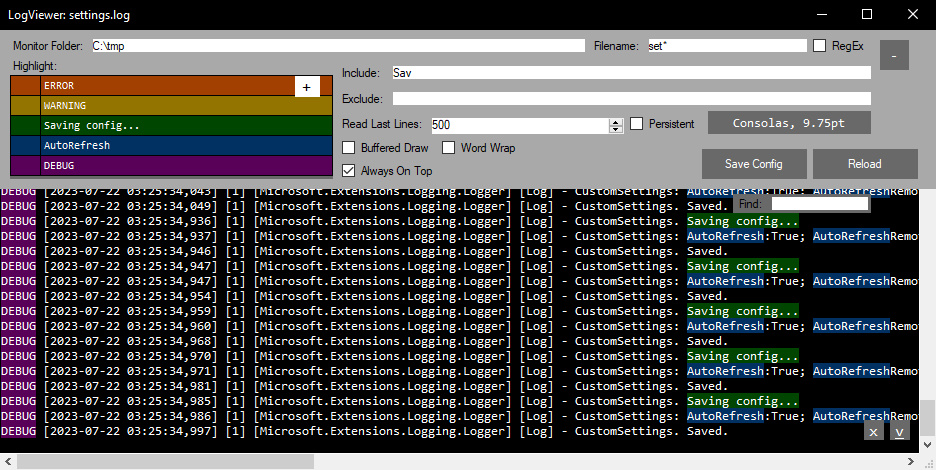 LogViewer: settings.log
Monitor Folder: C:\tmp Filename: set* RegEx -
Highlight:
ERROR +
WARNING
Saving config...
AutoRefresh
DEBUG
Include: Sav
Exclude:
Read Last Lines: 500 Persistent Consolas, 9.75pt
Buffered Draw Word Wrap
Always On Top Save Config Reload
DEBUG [2023-07-22 03:25:34,043] [1] [Microsoft.Extensions.Logging.Logger] [Log] - CustomSettings: AutoRefresh:True; AutoRefreshRemo
DEBUG [2023-07-22 03:25:34,049] [1] [Microsoft.Extensions.Logging.Logger] [Log] - CustomSettings. Saved.
Find:
DEBUG [2023-07-22 03:25:34,936] [1] [Microsoft.Extensions.Logging.Logger] [Log] - CustomSettings. Saving config...
DEBUG [2023-07-22 03:25:34,937] [1] [Microsoft.Extensions.Logging.Logger] [Log] - CustomSettings: AutoRefresh:True; AutoRefreshRemo
DEBUG [2023-07-22 03:25:34,946] [1] [Microsoft.Extensions.Logging.Logger] [Log] - CustomSettings. Saved.
DEBUG [2023-07-22 03:25:34,947] [1] [Microsoft.Extensions.Logging.Logger] [Log] - CustomSettings. Saving config...
DEBUG [2023-07-22 03:25:34,947] [1] [Microsoft.Extensions.Logging.Logger] [Log] - CustomSettings: AutoRefresh:True; AutoRefreshRemo
DEBUG [2023-07-22 03:25:34,954] [1] [Microsoft.Extensions.Logging.Logger] [Log] - CustomSettings. Saved.
DEBUG [2023-07-22 03:25:34,959] [1] [Microsoft.Extensions.Logging.Logger] [Log] - CustomSettings. Saving config...
DEBUG [2023-07-22 03:25:34,960] [1] [Microsoft.Extensions.Logging.Logger] [Log] - CustomSettings: AutoRefresh:True; AutoRefreshRemo
DEBUG [2023-07-22 03:25:34,968] [1] [Microsoft.Extensions.Logging.Logger] [Log] - CustomSettings. Saved.
DEBUG [2023-07-22 03:25:34,970] [1] [Microsoft.Extensions.Logging.Logger] [Log] - CustomSettings. Saving config...
DEBUG [2023-07-22 03:25:34,971] [1] [Microsoft.Extensions.Logging.Logger] [Log] - CustomSettings: AutoRefresh:True; AutoRefreshRemo
DEBUG [2023-07-22 03:25:34,981] [1] [Microsoft.Extensions.Logging.Logger] [Log] - CustomSettings. Saved.
DEBUG [2023-07-22 03:25:34,985] [1] [Microsoft.Extensions.Logging.Logger] [Log] - CustomSettings. Saving config...
DEBUG [2023-07-22 03:25:34,986] [1] [Microsoft.Extensions.Logging.Logger] [Log] - CustomSettings: AutoRefresh:True; AutoRefreshRemo
DEBUG [2023-07-22 03:25:34,997] [1] [Microsoft.Extensions.Logging.Logger] [Log] - CustomSettings. Saved.
x v